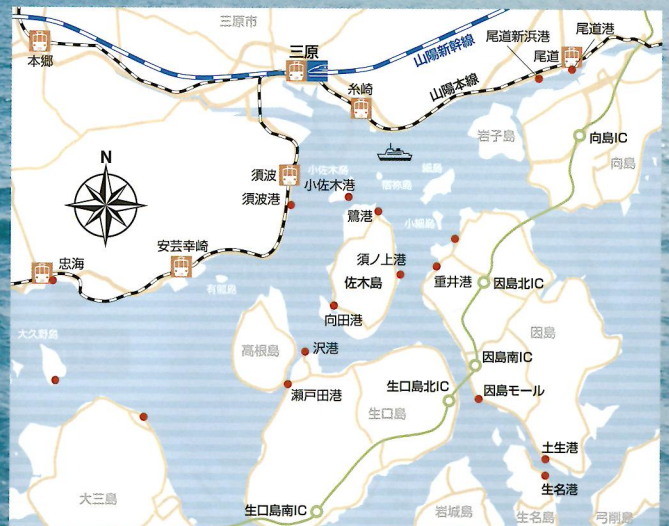 三原市
尾道新浜港
尾道港
尾道
本郷
三原
山陽新幹線
山陽本線
糸崎
岩子島
向島IC
向島
N
須波
小佐木島
小佐木港
宿祢島
細島
須波港
鷺港
小細島
安芸幸崎
須ノ上港
佐木島
重井港
因島北IC
忠海
有竜島
向田港
因島
大久野島
高根島
沢港
因島南IC
生口島北IC
因島モール
瀬戸田港
生口島
土生港
生名港
大三島
生口島南IC
岩城島
生名島
弓削島